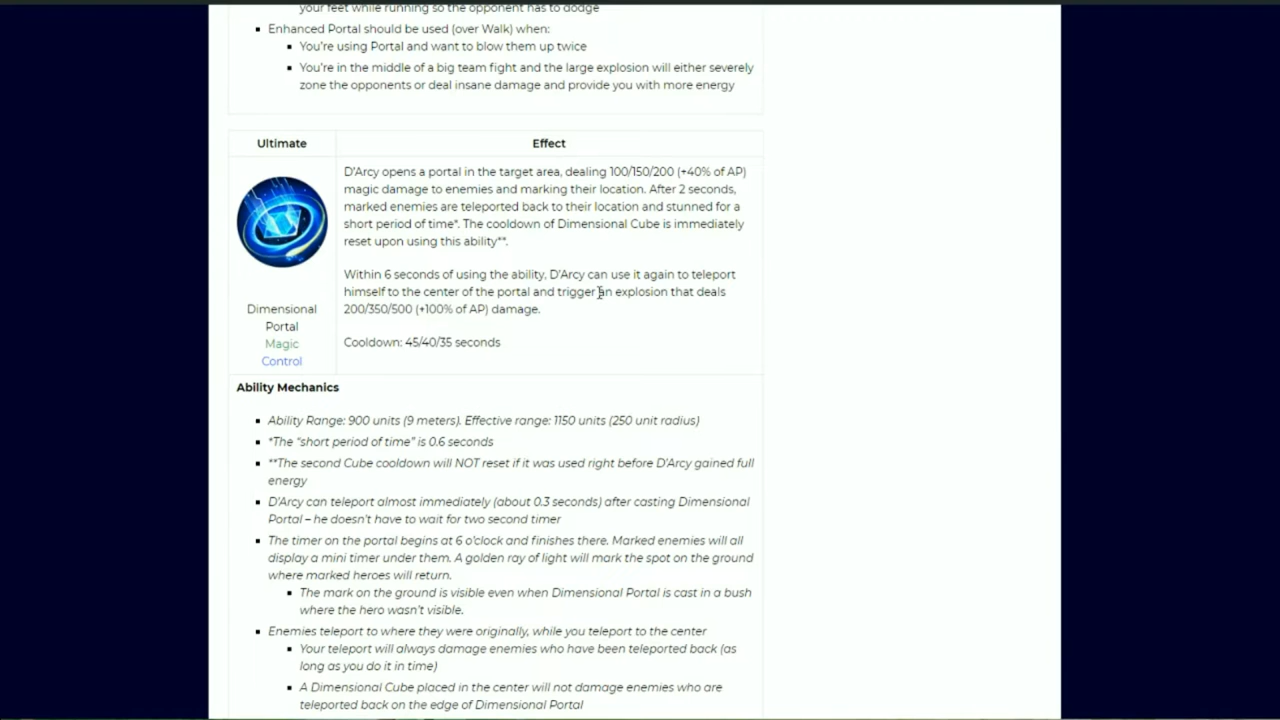 your feet while running so the opponent has to dodge
Enhanced Portal should be used (over Walk) when:
You're using Portal and want to blow them up twice
You're in the middle of a big team fight and the large explosion will either severely
zone the opponents or deal insane damage and provide you with more energy
Ultimate
Effect
D'Arcy opens a portal in the target area, dealing 100/150/200 (+40% of AP)
magic damage to enemies and marking their location. After 2 seconds,
marked enemies are teleported back to their location and stunned for a
short period of time*. The cooldown of Dimensional Cube is immediately
reset upon using this ability**.
Within 6 seconds of using the ability, D'Arcy can use it again to teleport
himself to the center of the portal and trigger an explosion that deals
200/350/500 (+100% of AP) damage.
Cooldown: 45/40/35 seconds
Dimensional
Portal
Magic
Control
Ability Mechanics
Ability Range: 900 units (9 meters). Effective range: 1150 units (250 unit radius)
*The "short period of time" is 0.6 seconds
**The second Cube cooldown will NOT reset if it was used right before D'Arcy gained full
energy
D'Arcy can teleport almost immediately (about 0.3 seconds) after casting Dimensional
Portal – he doesn't have to wait for two second timer
The timer on the portal begins at 6 o'clock and finishes there. Marked enemies will all
display a mini timer under them. A golden ray of light will mark the spot on the ground
where marked heroes will return.
The mark on the ground is visible even when Dimensional Portal is cast in a bush
where the hero wasn't visible.
Enemies teleport to where they were originally, while you teleport to the center
Your teleport will always damage enemies who have been teleported back (as
long as you do it in time)
A Dimensional Cube placed in the center will not damage enemies who are
teleported back on the edge of Dimensional Portal